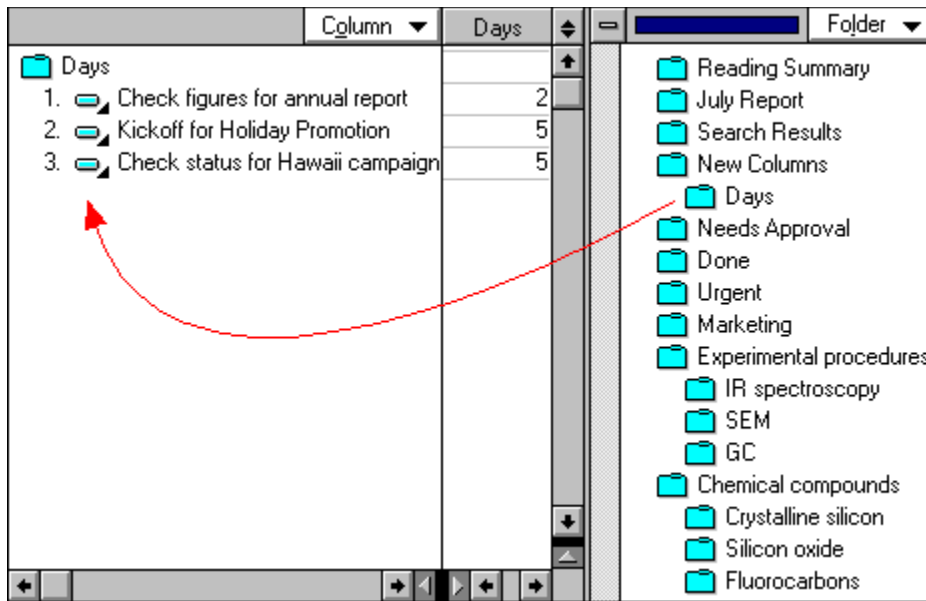 Column Days
Days
1. Check figures for annual report 2
2. Kickoff for Holiday Promotion 5
3. Check status for Hawaii campaign 5
Folder
Reading Summary
July Report
Search Results
New Columns
Days
Needs Approval
Done
Urgent
Marketing
Experimental procedures
IR spectroscopy
SEM
GC
Chemical compounds
Crystalline silicon
Silicon oxide
Fluorocarbons